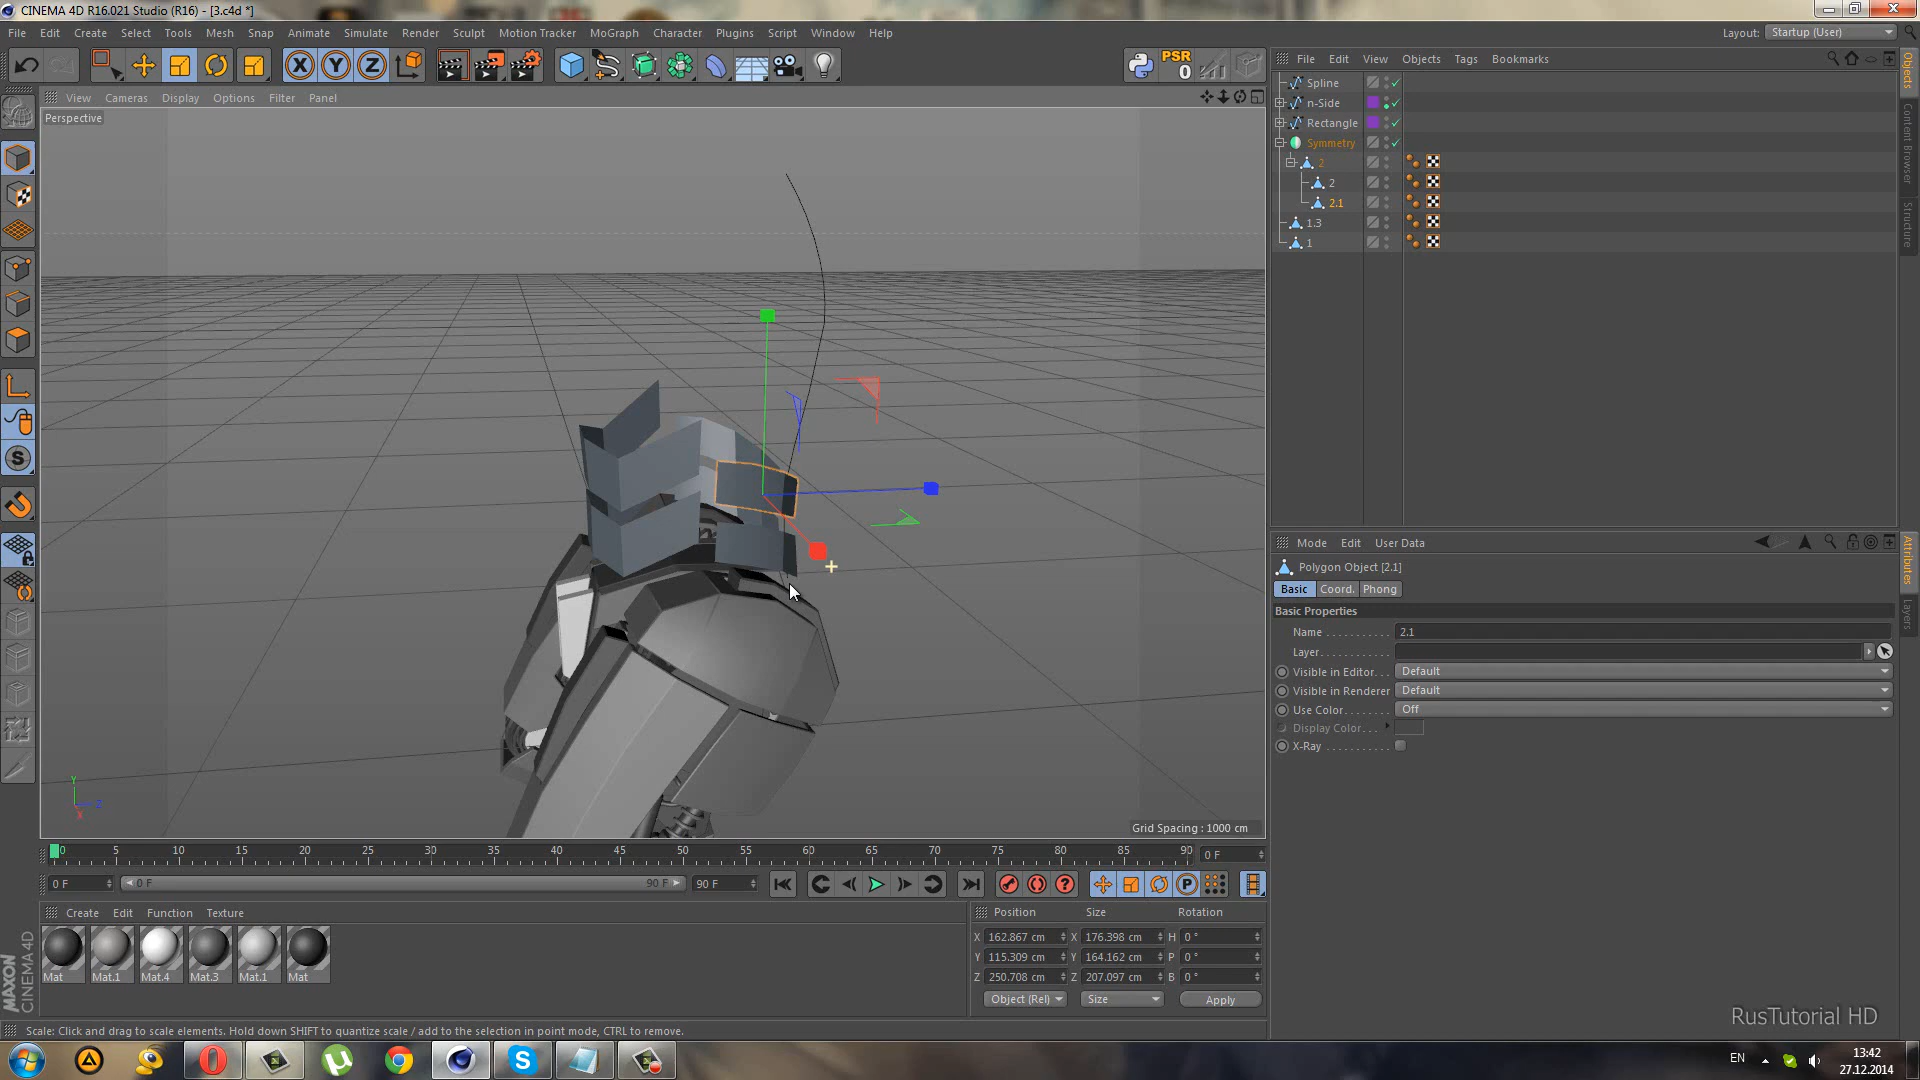 CINEMA 4D R16.021 Studio (R16) - [3.c4d *]
File Edit Create Select Tools Mesh Snap Animate Simulate Render Sculpt Motion Tracker MoGraph Character Plugins Script Window Help
Layout: Startup (User)
X Y Z PSR 0
File Edit View Objects Tags Bookmarks
View Cameras Display Options Filter Panel
Perspective
Spline
n-Side
Rectangle
Symmetry
2
2
2.1
1.3
1
Objects
Content Browser
Structure
Grid Spacing : 1000 cm
Mode Edit User Data
Polygon Object [2.1]
Basic Coord. Phong
Basic Properties
Name 2.1
Layer
Visible in Editor Default
Visible in Renderer Default
Use Color Off
Display Color
X-Ray
Attributes
Layers
0 5 10 15 20 25 30 35 40 45 50 55 60 65 70 75 80 85 90 0 F
0 F 0 F 90 F 90 F
Create Edit Function Texture
Mat Mat.1 Mat.4 Mat.3 Mat.1 Mat
Position Size Rotation
X 162.867 cm X 176.398 cm H 0 °
Y 115.309 cm Y 164.162 cm P 0 °
Z 250.708 cm Z 207.097 cm B 0 °
Object (Rel) Size Apply
MAXON
CINEMA 4D
RusTutorial HD
Scale: Click and drag to scale elements. Hold down SHIFT to quantize scale / add to the selection in point mode, CTRL to remove.
EN
13:42
27.12.2014